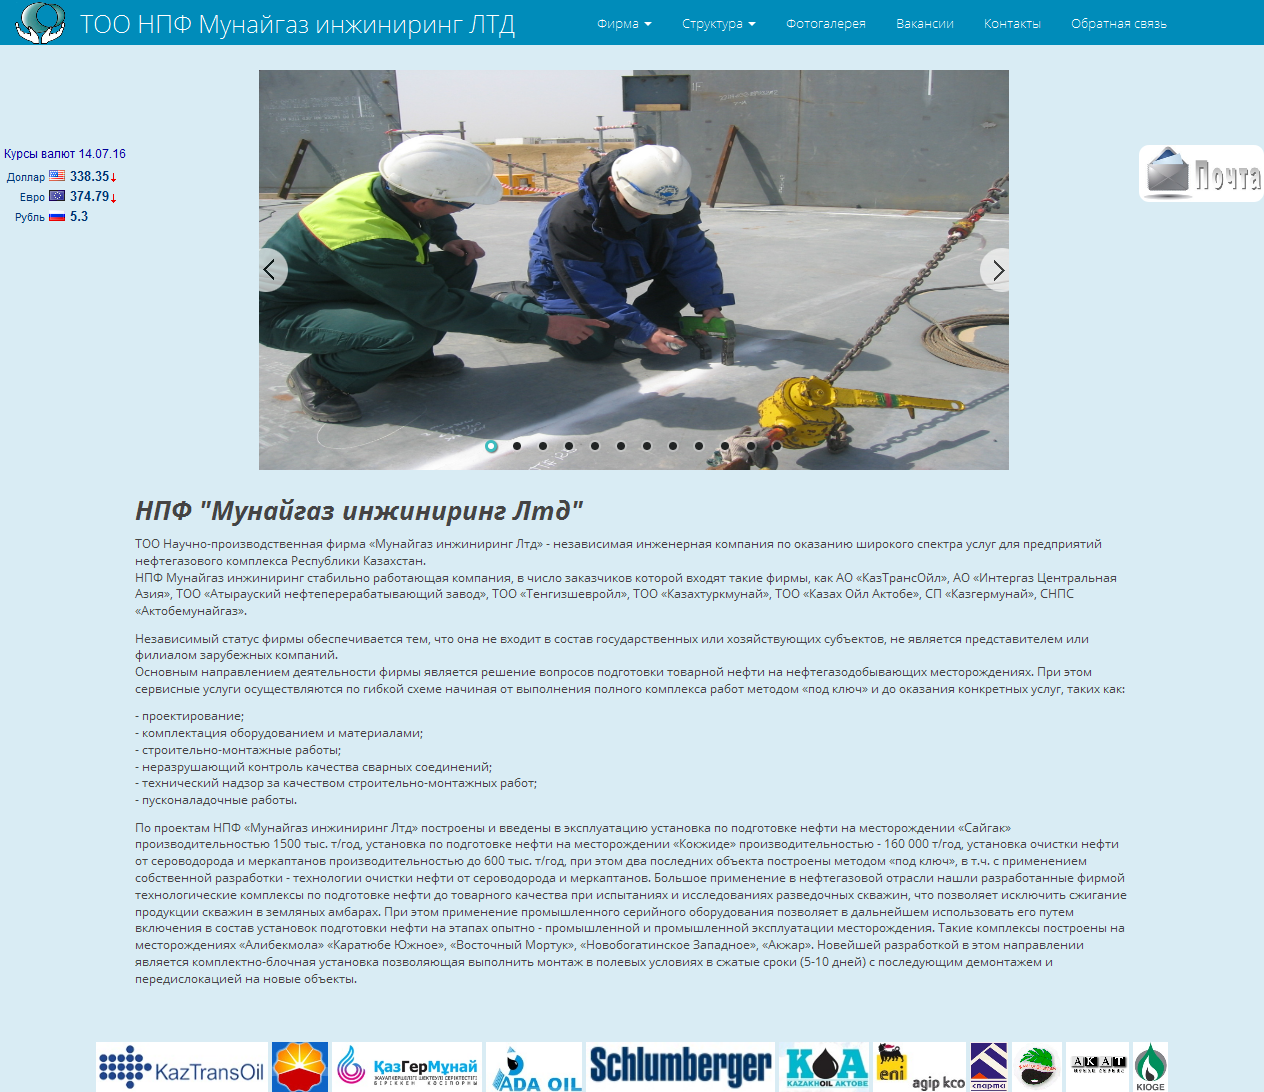 ТОО НПФ Мунайгаз инжиниринг ЛТД
Фирма
Структура
Фотогалерея
Вакансии
Контакты
Обратная связь
Курсы валют 14.07.16
Доллар 338.35↓
Евро 374.79↓
Рубль 5.3
Почта
НПФ "Мунайгаз инжиниринг Лтд"
ТОО Научно-производственная фирма «Мунайгаз инжиниринг Лтд» - независимая инженерная компания по оказанию широкого спектра услуг для предприятий
нефтегазового комплекса Республики Казахстан.
НПФ Мунайгаз инжиниринг стабильно работающая компания, в число заказчиков которой входят такие фирмы, как АО «КазТрансОйл», АО «Интергаз Центральная
Азия», ТОО «Атырауский нефтеперерабатывающий завод», ТОО «Тенгизшевройл», ТОО «Казахтуркмунай», ТОО «Казах Ойл Актобе», СП «Казгермунай», СНПС
«Актобемунайгаз».
Независимый статус фирмы обеспечивается тем, что она не входит в состав государственных или хозяйствующих субъектов, не является представителем или
филиалом зарубежных компаний.
Основным направлением деятельности фирмы является решение вопросов подготовки товарной нефти на нефтегазодобывающих месторождениях. При этом
сервисные услуги осуществляются по гибкой схеме начиная от выполнения полного комплекса работ методом «под ключ» и до оказания конкретных услуг, таких как:
- проектирование;
- комплектация оборудованием и материалами;
- строительно-монтажные работы;
- неразрушающий контроль качества сварных соединений;
- технический надзор за качеством строительно-монтажных работ;
- пусконаладочные работы.
По проектам НПФ «Мунайгаз инжиниринг Лтд» построены и введены в эксплуатацию установка по подготовке нефти на месторождении «Сайгак»
производительностью 1500 тыс. т/год, установка по подготовке нефти на месторождении «Кокжиде» производительностью - 160 000 т/год, установка очистки нефти
от сероводорода и меркаптанов производительностью до 600 тыс. т/год, при этом два последних объекта построены методом «под ключ», в т.ч. с применением
собственной разработки - технологии очистки нефти от сероводорода и меркаптанов. Большое применение в нефтегазовой отрасли нашли разработанные фирмой
технологические комплексы по подготовке нефти до товарного качества при испытаниях и исследованиях разведочных скважин, что позволяет исключить сжигание
продукции скважин в земляных амбарах. При этом применение промышленного серийного оборудования позволяет в дальнейшем использовать его путем
включения в состав установок подготовки нефти на этапах опытно - промышленной и промышленной эксплуатации месторождения. Такие комплексы построены на
месторождениях «Алибекмола» «Каратюбе Южное», «Восточный Мортук», «Новобогатинское Западное», «Акжар». Новейшей разработкой в этом направлении
является комплектно-блочная установка позволяющая выполнить монтаж в полевых условиях в сжатые сроки (5-10 дней) с последующим демонтажем и
передислокацией на новые объекты.
KazTransOil
ҚазГерМұнай
ЖАУАПКЕРШІЛІГІ ШЕКТЕУЛІ СЕРІКТЕСТІГІ
БІРІККЕН КӘСІПОРНЫ
ADA OIL
Schlumberger
KOA
KAZAKHOIL AKTOBE
eni
agip kco
спарта
АКАТ
KIOGE